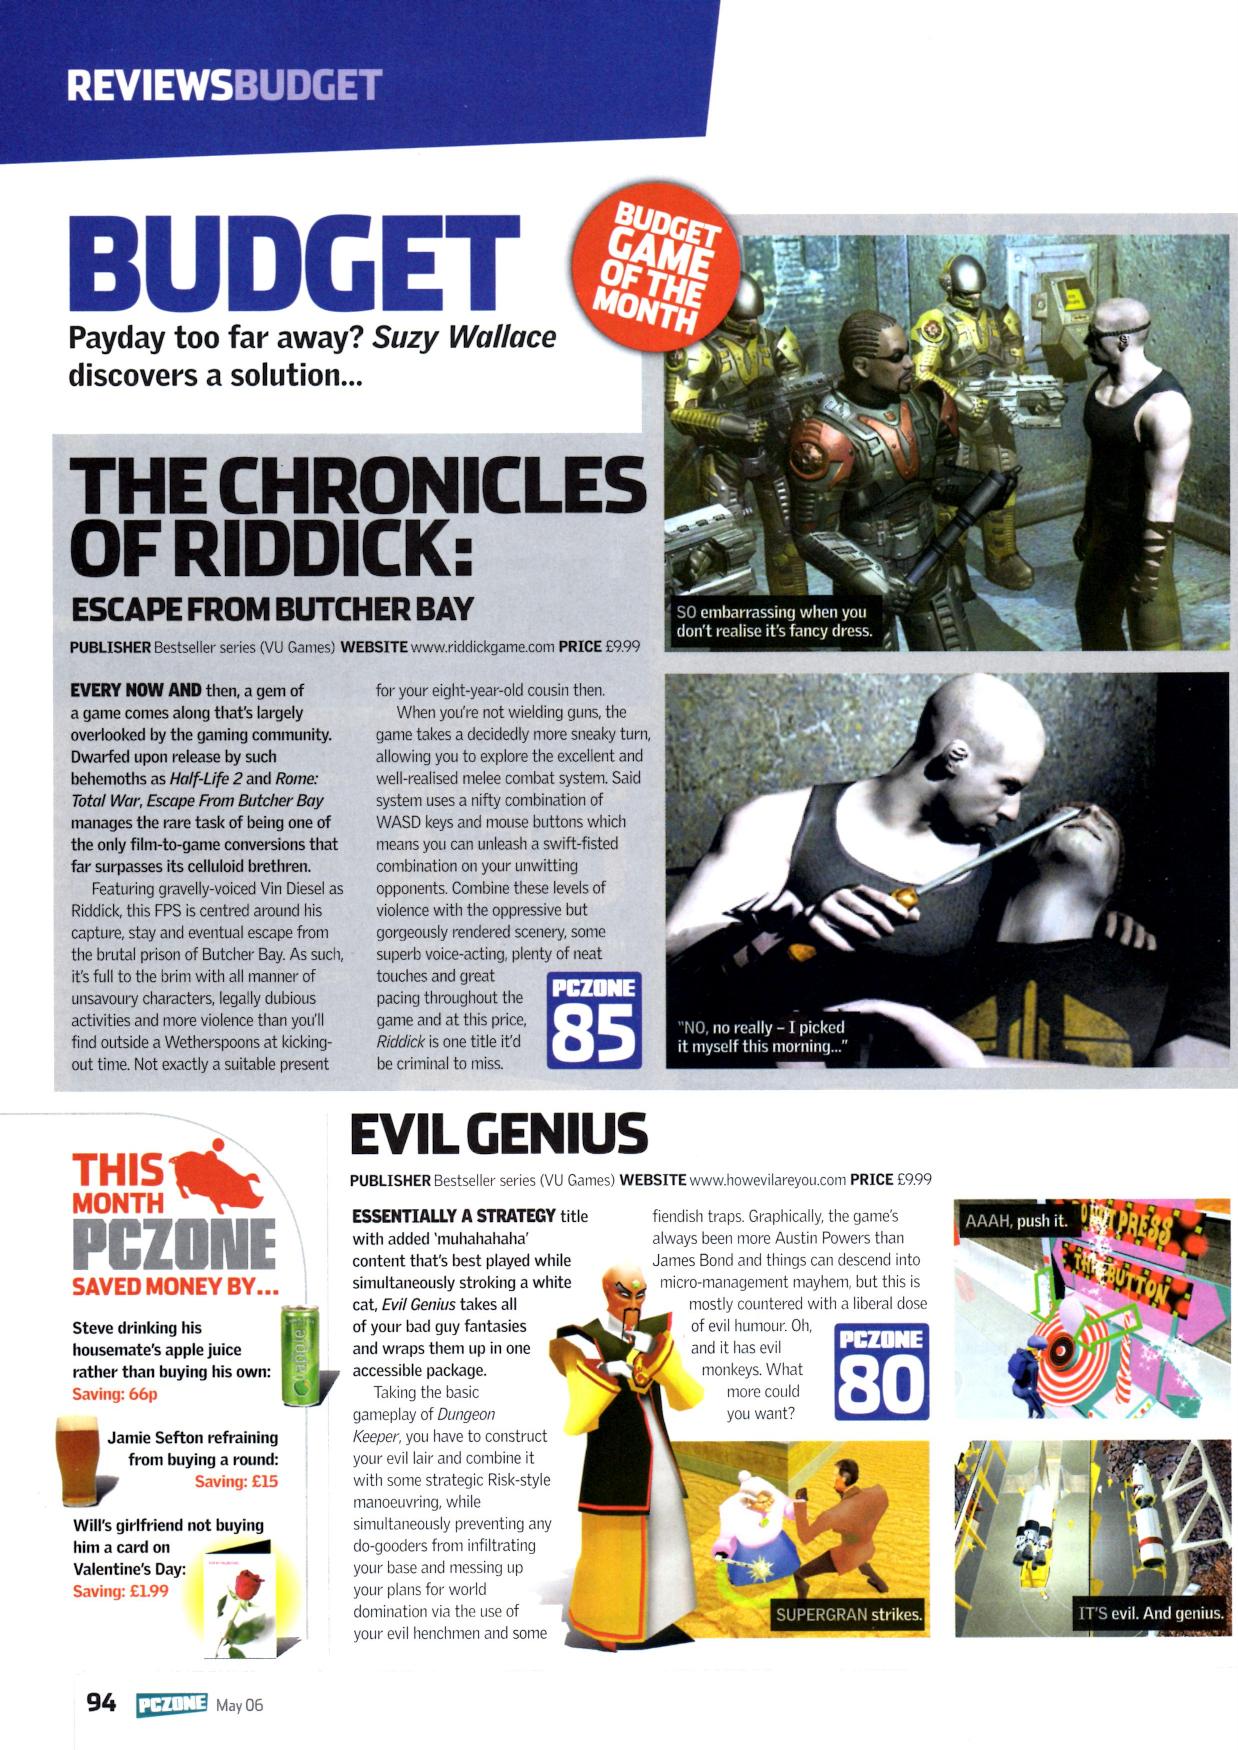 REVIEWSBUDGET
BUDGET
Payday too far away? Suzy Wallace
discovers a solution...
BUDGET
GAME
OF THE
MONTH
THE CHRONICLES
OF RIDDICK:
ESCAPE FROM BUTCHER BAY
PUBLISHER Bestseller series (VU Games) WEBSITE www.riddickgame.com PRICE £9.99
EVERY NOW AND then, a gem of
a game comes along that's largely
overlooked by the gaming community.
Dwarfed upon release by such
behemoths as Half-Life 2 and Rome:
Total War, Escape From Butcher Bay
manages the rare task of being one of
the only film-to-game conversions that
far surpasses its celluloid brethren.
Featuring gravelly-voiced Vin Diesel as
Riddick, this FPS is centred around his
capture, stay and eventual escape from
the brutal prison of Butcher Bay. As such,
it's full to the brim with all manner of
unsavoury characters, legally dubious
activities and more violence than you'll
find outside a Wetherspoons at kicking-
out time. Not exactly a suitable present
for your eight-year-old cousin then.
When you're not wielding guns, the
game takes a decidedly more sneaky turn,
allowing you to explore the excellent and
well-realised melee combat system. Said
system uses a nifty combination of
WASD keys and mouse buttons which
means you can unleash a swift-fisted
combination on your unwitting
opponents. Combine these levels of
violence with the oppressive but
gorgeously rendered scenery, some
superb voice-acting, plenty of neat
touches and great
pacing throughout the
game and at this price,
Riddick is one title it'd
be criminal to miss.
PCZONE
85
SO embarrassing when you
don't realise it's fancy dress.
"NO, no really – I picked
it myself this morning..."
THIS
MONTH
PCZONE
SAVED MONEY BY...
Steve drinking his
housemate's apple juice
rather than buying his own:
Saving: 66p
appletise
Jamie Sefton refraining
from buying a round:
Saving: £15
Will's girlfriend not buying
him a card on
Valentine's Day:
Saving: £1.99
EVIL GENIUS
PUBLISHER Bestseller series (VU Games) WEBSITE www.howevilareyou.com PRICE £9.99
ESSENTIALLY A STRATEGY title
with added 'muhahahaha'
content that's best played while
simultaneously stroking a white
cat, Evil Genius takes all
of your bad guy fantasies
and wraps them up in one
accessible package.
Taking the basic
gameplay of Dungeon
Keeper, you have to construct
your evil lair and combine it
with some strategic Risk-style
manoeuvring, while
simultaneously preventing any
do-gooders from infiltrating
your base and messing up
your plans for world
domination via the use of
your evil henchmen and some
fiendish traps. Graphically, the game's
always been more Austin Powers than
James Bond and things can descend into
micro-management mayhem, but this is
mostly countered with a liberal dose
of evil humour. Oh,
and it has evil
monkeys. What
more could
you want?
PCZONE
80
AAAH, push it.
DON'T PRESS
THE BUTTON
SUPERGRAN strikes.
IT'S evil. And genius.
94 PCZONE May 06